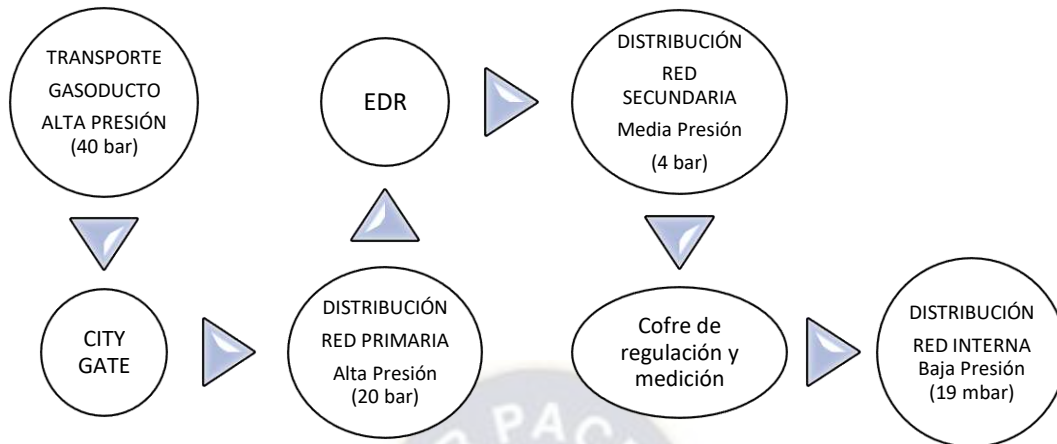 TRANSPORTE
GASODUCTO
ALTA PRESIÓN
(40 bar)
CITY
GATE
DISTRIBUCIÓN
RED PRIMARIA
Alta Presión
(20 bar)
EDR
DISTRIBUCIÓN
RED
SECUNDARIA
Media Presión
(4 bar)
Cofre de
regulación y
medición
DISTRIBUCIÓN
RED INTERNA
Baja Presión
(19 mbar)